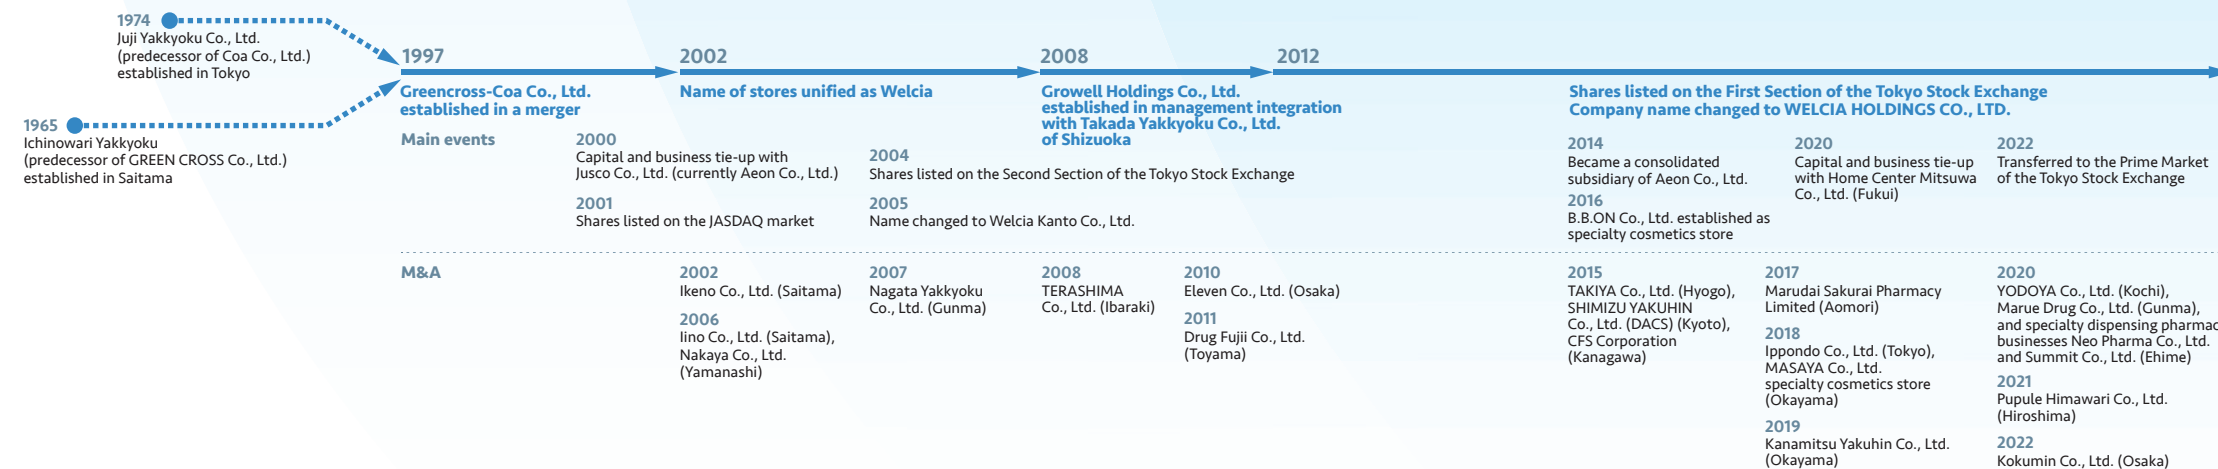 1974
Juji Yakkyoku Co., Ltd.
(predecessor of Coa Co., Ltd.)
established in Tokyo
1965
Ichinowari Yakkyoku
(predecessor of GREEN CROSS Co., Ltd.)
established in Saitama
1997
Greencross-Coa Co., Ltd.
established in a merger
2002
Name of stores unified as Welcia
2008
Growell Holdings Co., Ltd.
established in management integration
with Takada Yakkyoku Co., Ltd.
of Shizuoka
2012
Shares listed on the First Section of the Tokyo Stock Exchange
Company name changed to WELCIA HOLDINGS CO., LTD.
Main events
2000
Capital and business tie-up with
Jusco Co., Ltd. (currently Aeon Co., Ltd.)
2001
Shares listed on the JASDAQ market
2004
Shares listed on the Second Section of the Tokyo Stock Exchange
2005
Name changed to Welcia Kanto Co., Ltd.
2014
Became a consolidated
subsidiary of Aeon Co., Ltd.
2016
B.B.ON Co., Ltd. established as
specialty cosmetics store
2020
Capital and business tie-up
with Home Center Mitsuwa
Co., Ltd. (Fukui)
2022
Transferred to the Prime Market
of the Tokyo Stock Exchange
M&A
2002
Ikeno Co., Ltd. (Saitama)
2006
Iino Co., Ltd. (Saitama),
Nakaya Co., Ltd.
(Yamanashi)
2007
Nagata Yakkyoku
Co., Ltd. (Gunma)
2008
TERASHIMA
Co., Ltd. (Ibaraki)
2010
Eleven Co., Ltd. (Osaka)
2011
Drug Fujii Co., Ltd.
(Toyama)
2015
TAKIYA Co., Ltd. (Hyogo),
SHIMIZU YAKUHIN
Co., Ltd. (DACS) (Kyoto),
CFS Corporation
(Kanagawa)
2017
Marudai Sakurai Pharmacy
Limited (Aomori)
2018
Ippondo Co., Ltd. (Tokyo),
MASAYA Co., Ltd.
specialty cosmetics store
(Okayama)
2019
Kanamitsu Yakuhin Co., Ltd.
(Okayama)
2020
YODOYA Co., Ltd. (Kochi),
Marue Drug Co., Ltd. (Gunma),
and specialty dispensing pharmac
businesses Neo Pharma Co., Ltd.
and Summit Co., Ltd. (Ehime)
2021
Pupule Himawari Co., Ltd.
(Hiroshima)
2022
Kokumin Co., Ltd. (Osaka)